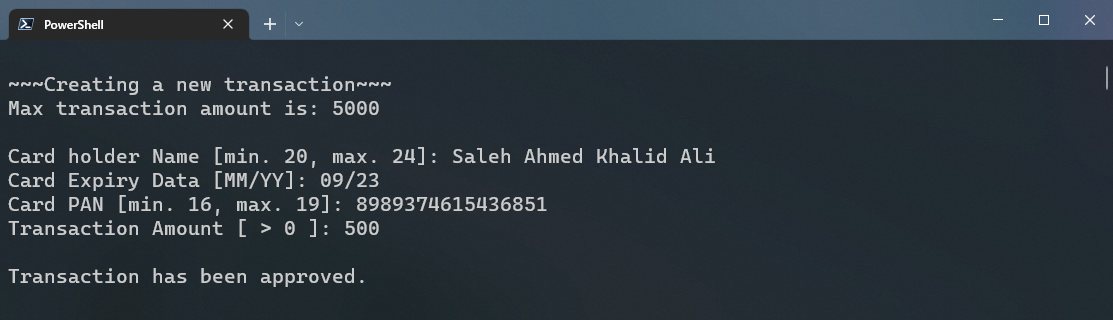 PowerShell
~~~Creating a new transaction~~~
Max transaction amount is: 5000
Card holder Name [min. 20, max. 24]: Saleh Ahmed Khalid Ali
Card Expiry Data [MM/YY]: 09/23
Card PAN [min. 16, max. 19]: 8989374615436851
Transaction Amount [ > 0 ]: 500
Transaction has been approved.